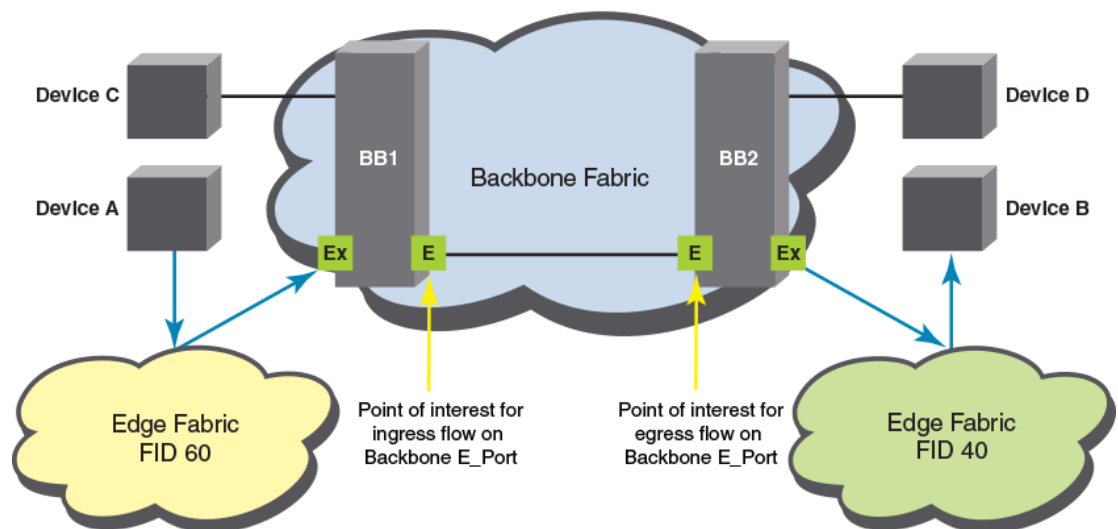 Device C
Device D
BB1
BB2
Backbone Fabric
Device A
Device B
Ex
E
E
Ex
Edge Fabric
FID 60
Point of interest for
ingress flow on
Backbone E_Port
Point of interest for
egress flow on
Backbone E_Port
Edge Fabric
FID 40